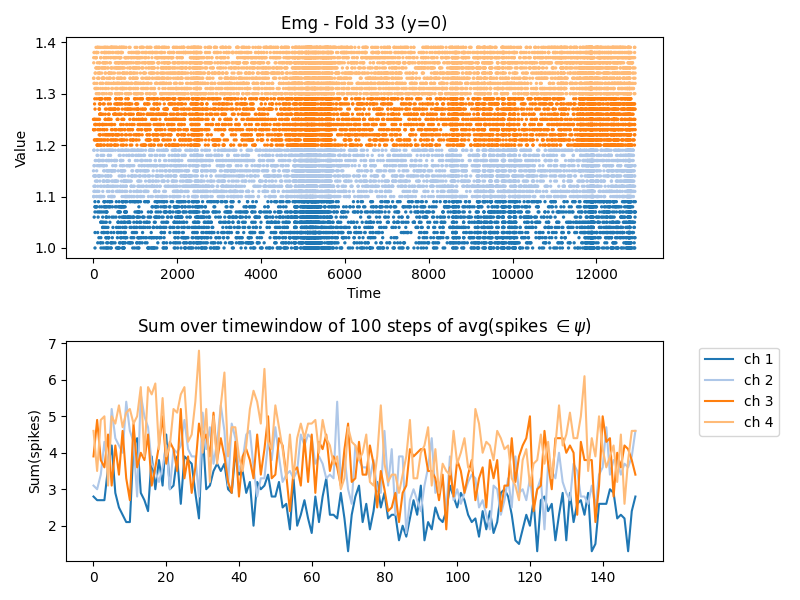 Emg - Fold 33 (y=0)
Value
1.4
1.3
1.2
1.1
1.0
0 2000 4000 6000 8000 10000 12000
Time
Sum over timewindow of 100 steps of avg(spikes ∈ ψ)
Sum(spikes)
7
6
5
4
3
2
0 20 40 60 80 100 120 140
ch 1
ch 2
ch 3
ch 4